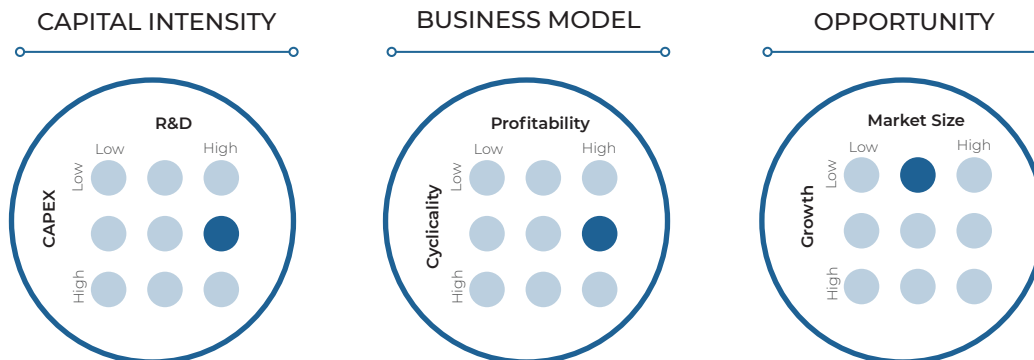 CAPITAL INTENSITY
BUSINESS MODEL
OPPORTUNITY
R&D
Low
High
CAPEX
Low
High
Profitability
Low
High
Cyclicality
Low
High
Market Size
Low
High
Growth
Low
High